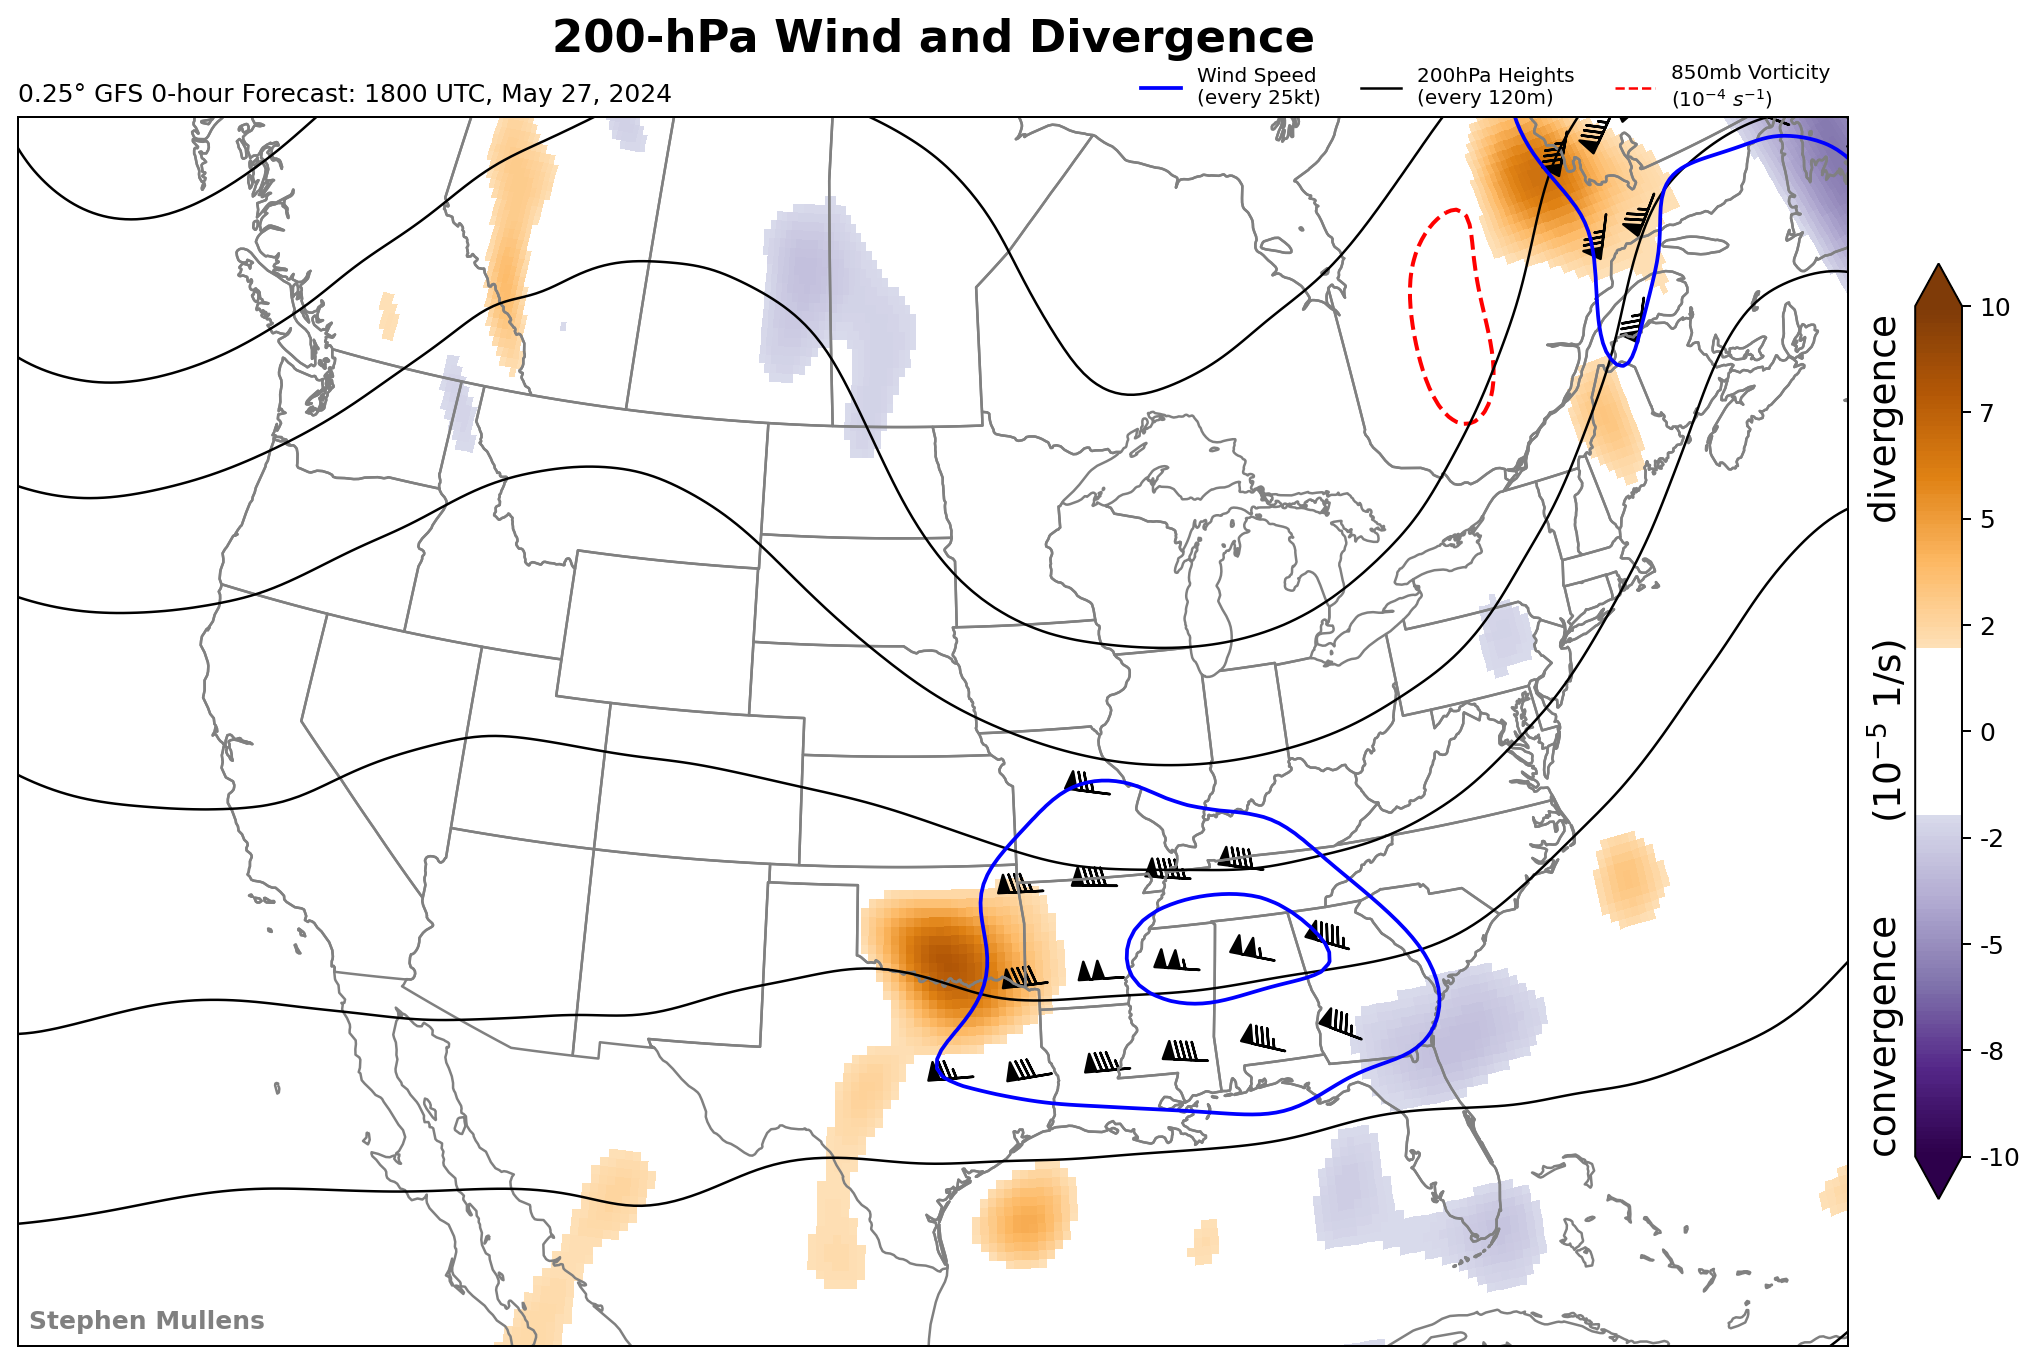 200-hPa Wind and Divergence
0.25° GFS 0-hour Forecast: 1800 UTC, May 27, 2024
Wind Speed
(every 25kt)
200hPa Heights
(every 120m)
850mb Vorticity
(10⁻⁴ s⁻¹)
10
7
5
2
0
-2
-5
-8
-10
convergence (10⁻⁵ 1/s) divergence
Stephen Mullens